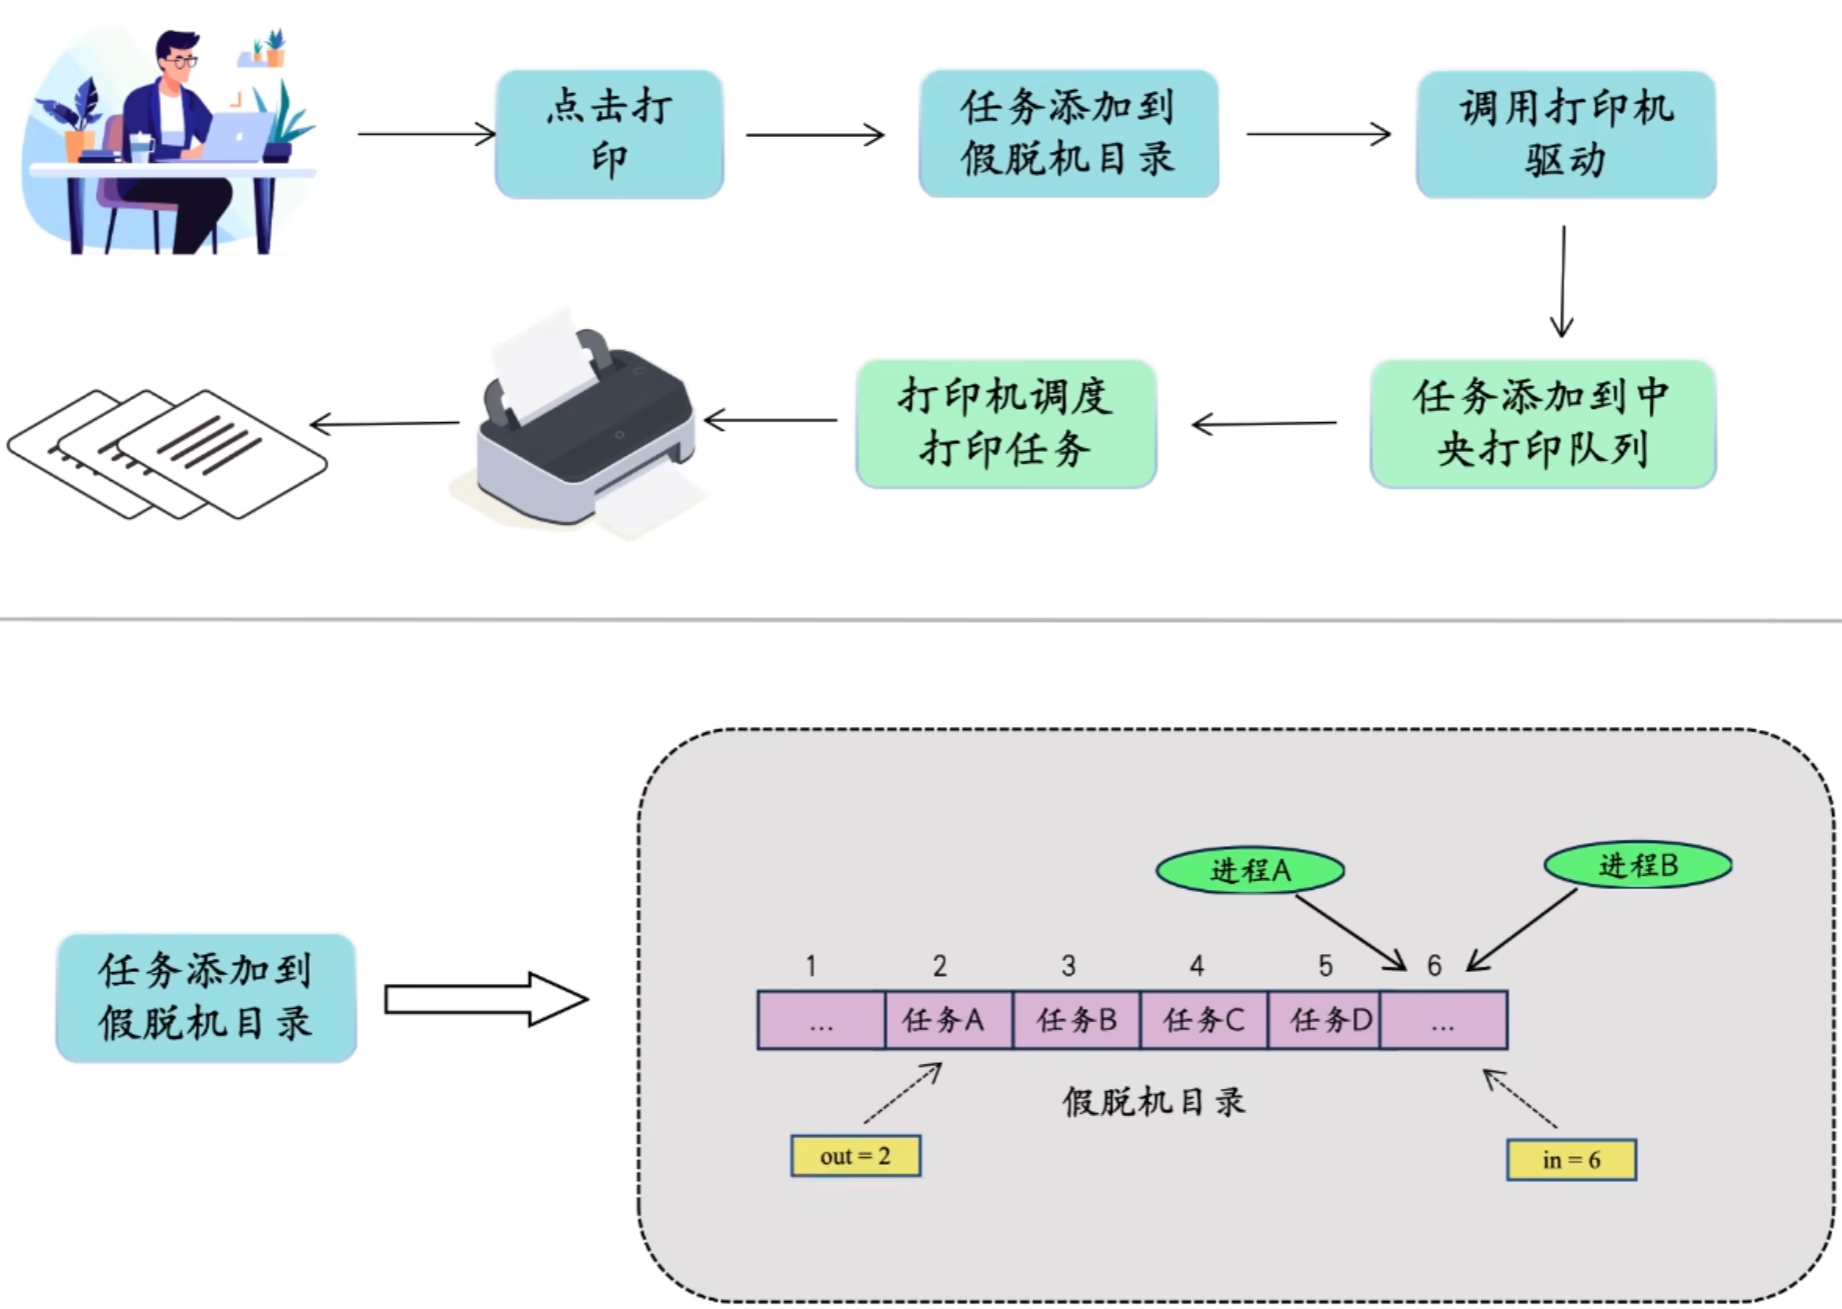 点击打
印
任务添加到
假脱机目录
调用打印机
驱动
打印机调度
打印任务
任务添加到中
央打印队列
进程A
进程B
1 2 3 4 5 6
... 任务A 任务B 任务C 任务D ...
任务添加到
假脱机目录
假脱机目录
out = 2
in = 6